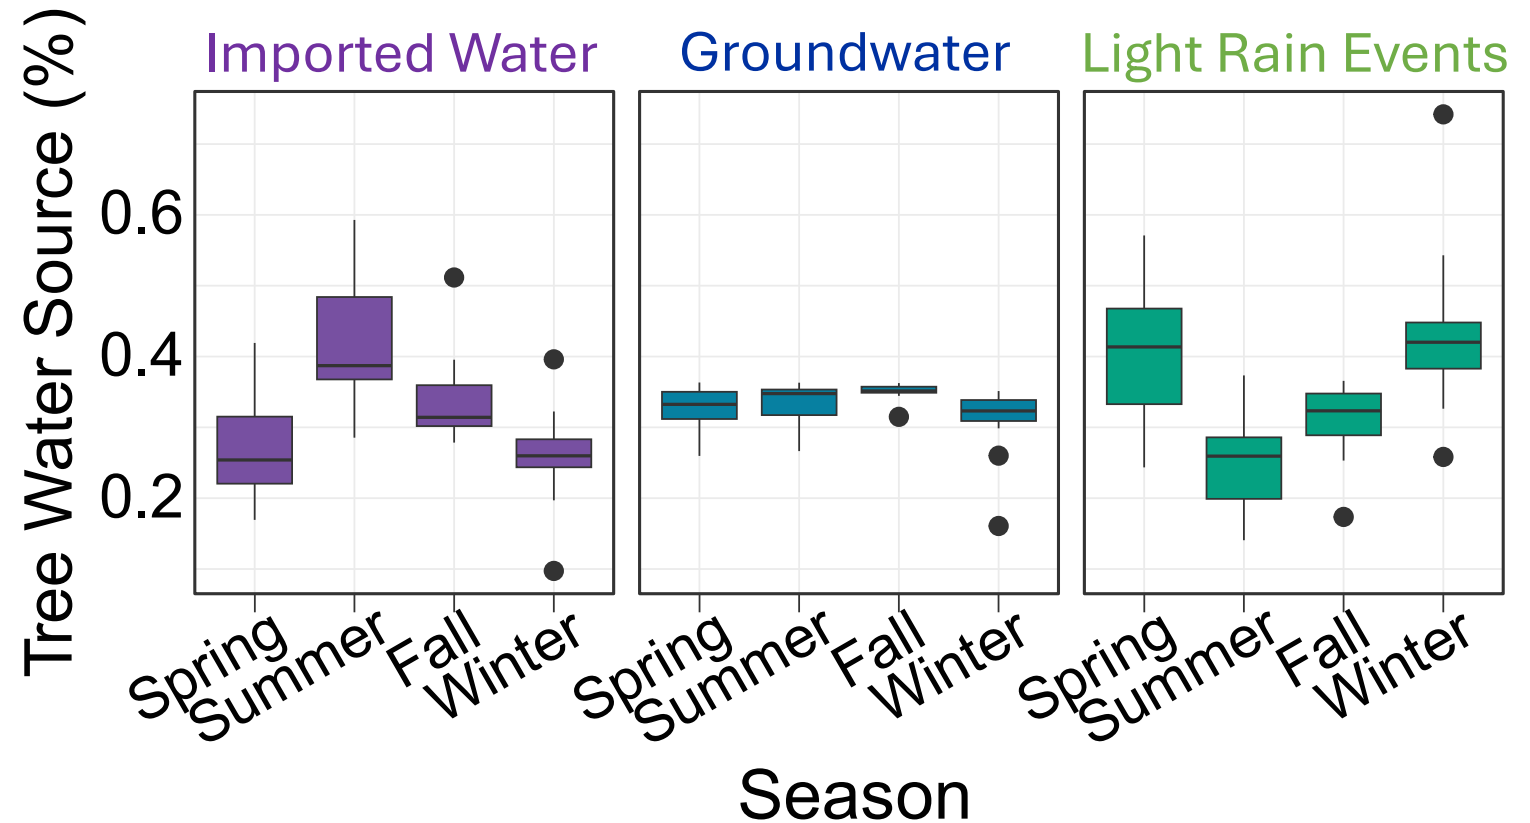 Tree Water Source (%)
Imported Water
Groundwater
Light Rain Events
0.6
0.4
0.2
Spring
Summer
Fall
Winter
Spring
Summer
Fall
Winter
Spring
Summer
Fall
Winter
Season